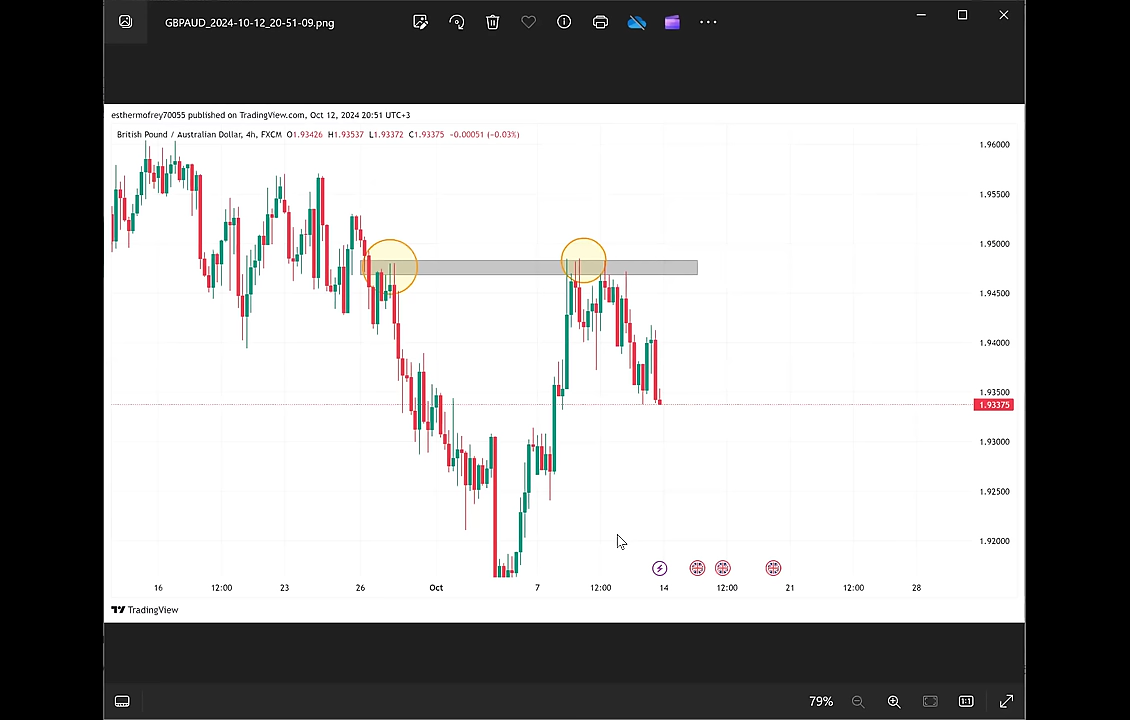 GBPAUD_2024-10-12_20-51-09.png
esthermofrey70055 published on TradingView.com, Oct 12, 2024 20:51 UTC+3
British Pound / Australian Dollar, 4h, FXCM O1.93426 H1.93537 L1.93372 C1.93375 -0.00051 (-0.03%)
1.96000
1.95500
1.95000
1.94500
1.94000
1.93500
1.93375
1.93000
1.92500
1.92000
16 12:00 23 26 Oct 7 12:00 14 12:00 21 12:00 28
TradingView
79% 1:1